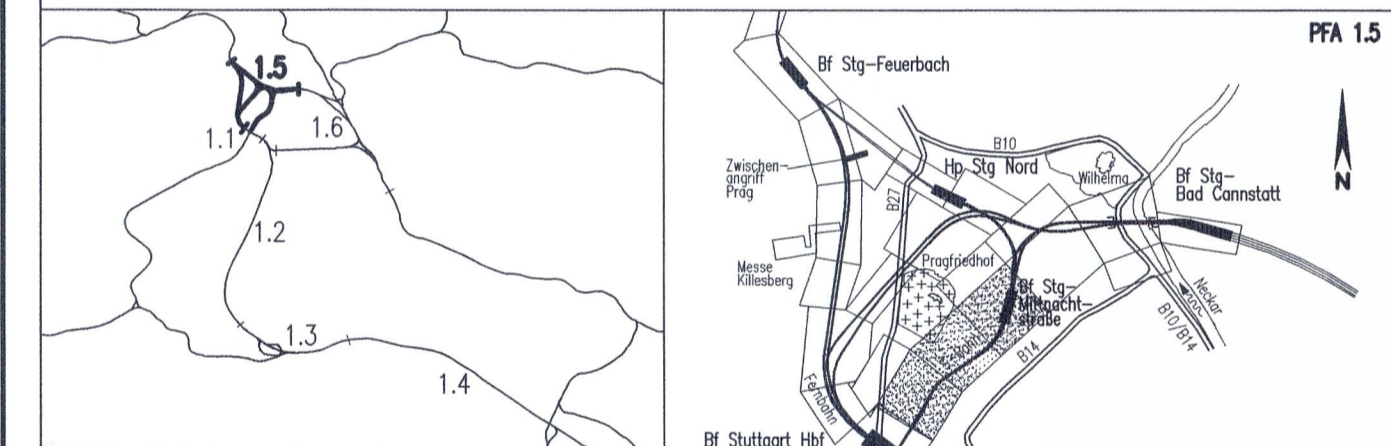 1.5
1.1
1.6
1.2
1.3
1.4
PFA 1.5
Bf Stg-Feuerbach
Zwischen-
angriff
Prag
B10
Hp Stg Nord
Wilhelma
Bf Stg-
Bad Cannstatt
B27
N
Messe
Killesberg
Pragfriedhof
Bf Stg-
Mittnacht-
straße
Neckar
B10/B14
B14
Fernbahn
Bf Stuttgart Hbf